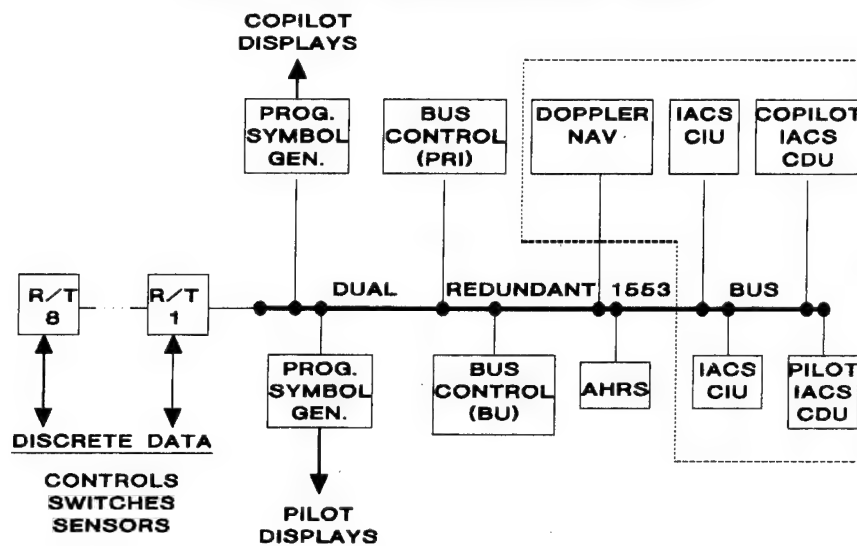 COPILOT
DISPLAYS
PROG.
SYMBOL
GEN.
BUS
CONTROL
(PRI)
DOPPLER
NAV
IACS
CIU
COPILOT
IACS
CDU
R/T
8
R/T
1
DUAL REDUNDANT 1553 BUS
PROG.
SYMBOL
GEN.
BUS
CONTROL
(BU)
AHRS
IACS
CIU
PILOT
IACS
CDU
DISCRETE DATA
CONTROLS
SWITCHES
SENSORS
PILOT
DISPLAYS